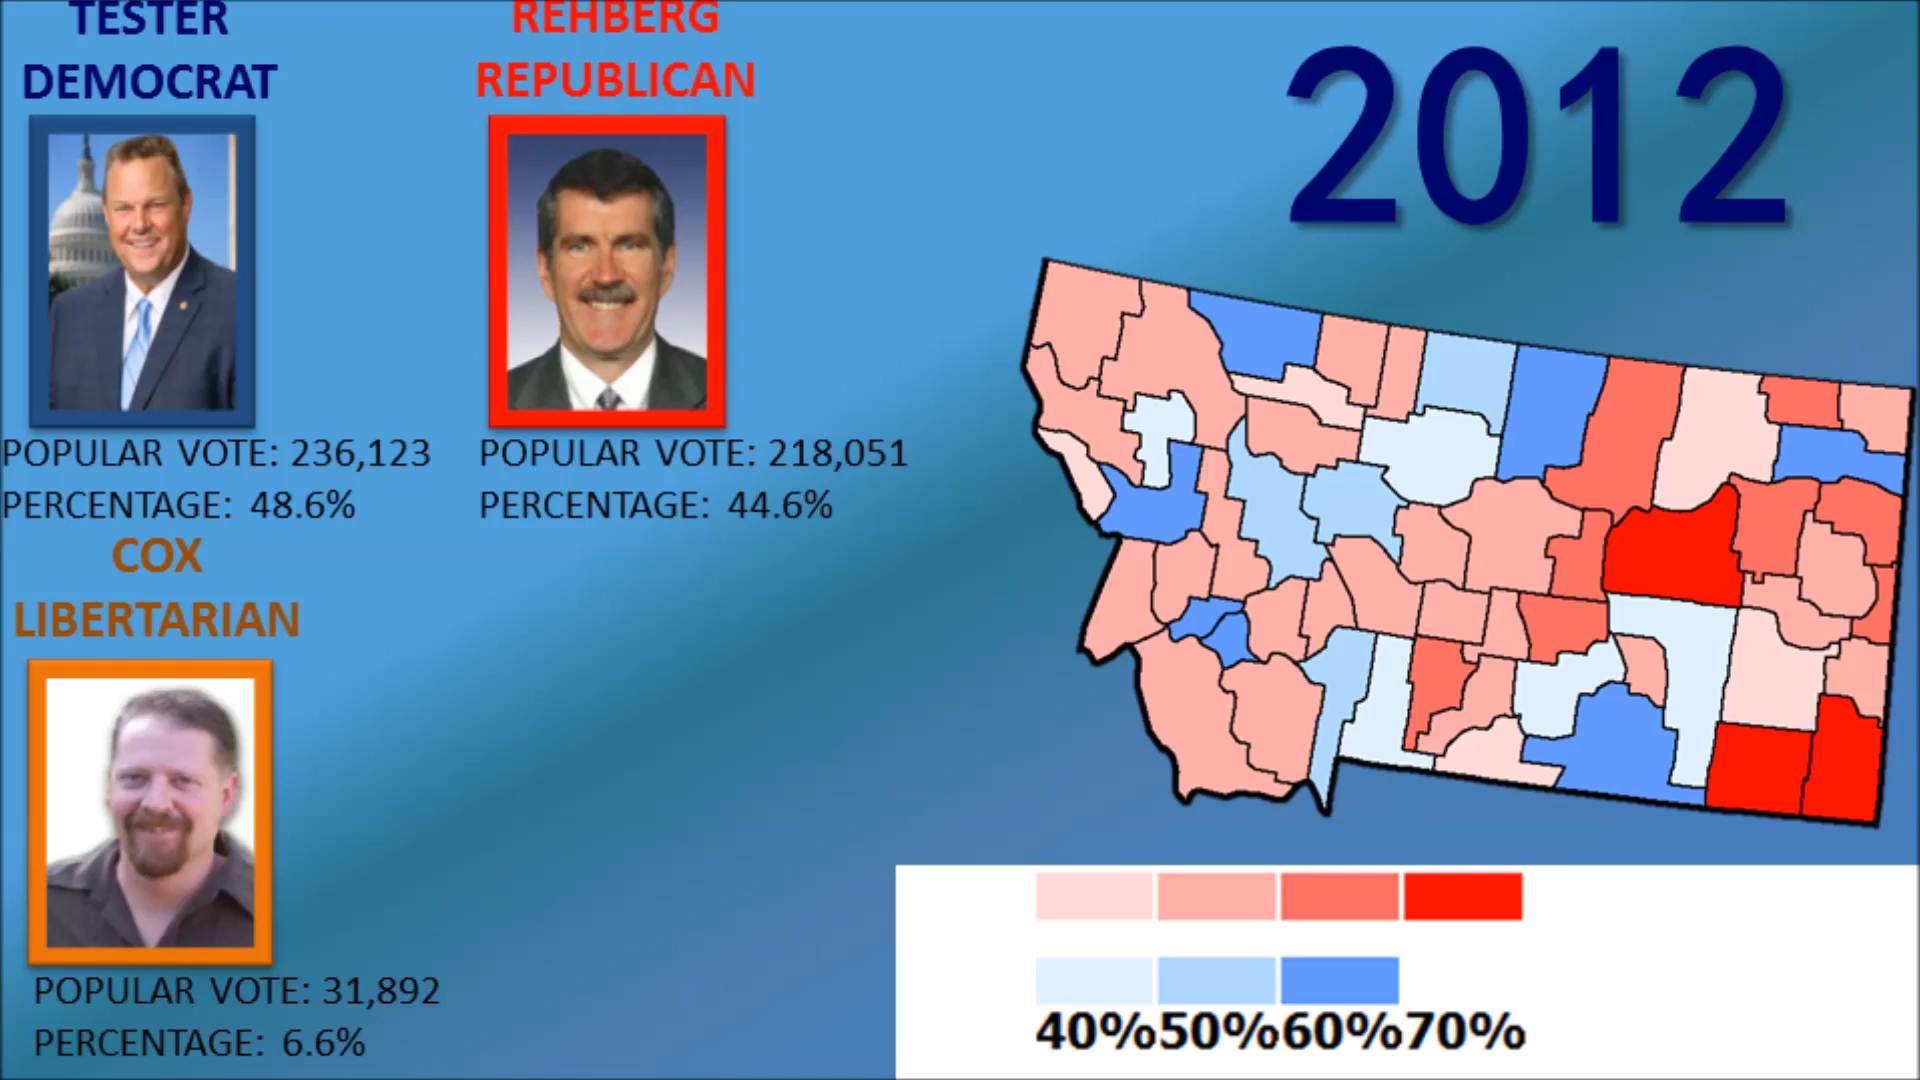 TESTER
DEMOCRAT
REHBERG
REPUBLICAN
2012
POPULAR VOTE: 236,123
PERCENTAGE: 48.6%
POPULAR VOTE: 218,051
PERCENTAGE: 44.6%
COX
LIBERTARIAN
POPULAR VOTE: 31,892
PERCENTAGE: 6.6%
40%50%60%70%